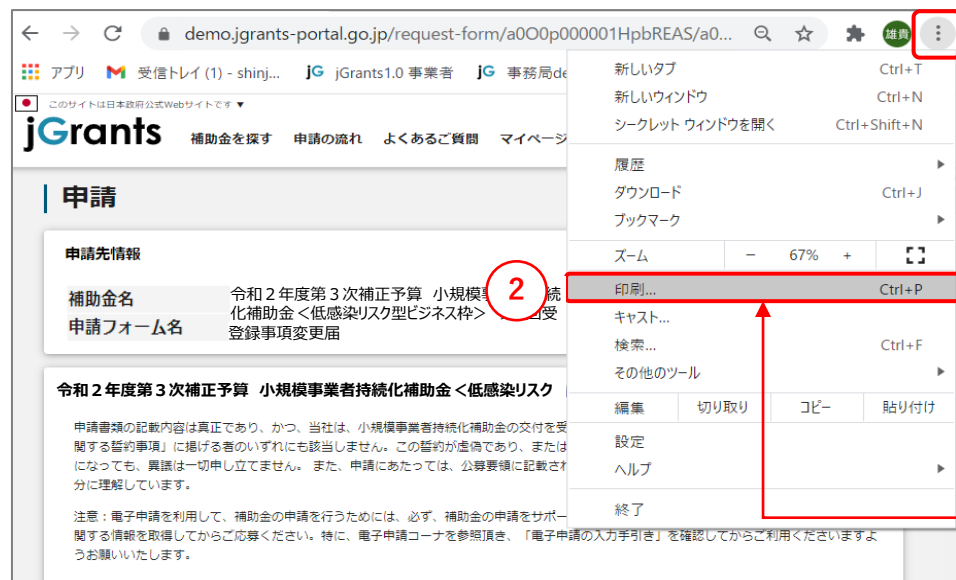 demo.jgrants-portal.go.jp/request-form/a0O0p000001HpbREAS/a0...
雄貴
アプリ
受信トレイ (1) - shinj...
jG jGrants1.0 事業者
jG 事務局de
このサイトは日本政府公式Webサイトです ▼
jGrants
補助金を探す 申請の流れ よくあるご質問 マイページ
申請
申請先情報
補助金名
令和２年度第３次補正予算 小規模
続
化補助金＜低感染リスク型ビジネス枠＞
受
申請フォーム名
登録事項変更届
2
令和２年度第３次補正予算 小規模事業者持続化補助金＜低感染リスク
申請書類の記載内容は真正であり、かつ、当社は、小規模事業者持続化補助金の交付を受
関する誓約事項」に掲げる者のいずれにも該当しません。この誓約が虚偽であり、または
になっても、異議は一切申し立てません。 また、申請にあたっては、公募要領に記載され
分に理解しています。
注意：電子申請を利用して、補助金の申請を行うためには、必ず、補助金の申請をサポー
関する情報を取得してからご応募ください。特に、電子申請コーナを参照頂き、「電子申請の入力手引き」を確認してからご利用くださいますよ
うお願いいたします。
新しいタブ Ctrl+T
新しいウィンドウ Ctrl+N
シークレット ウィンドウを開く Ctrl+Shift+N
履歴
ダウンロード Ctrl+J
ブックマーク
ズーム － 67% +
印刷... Ctrl+P
キャスト...
検索... Ctrl+F
その他のツール
編集 切り取り コピー 貼り付け
設定
ヘルプ
終了